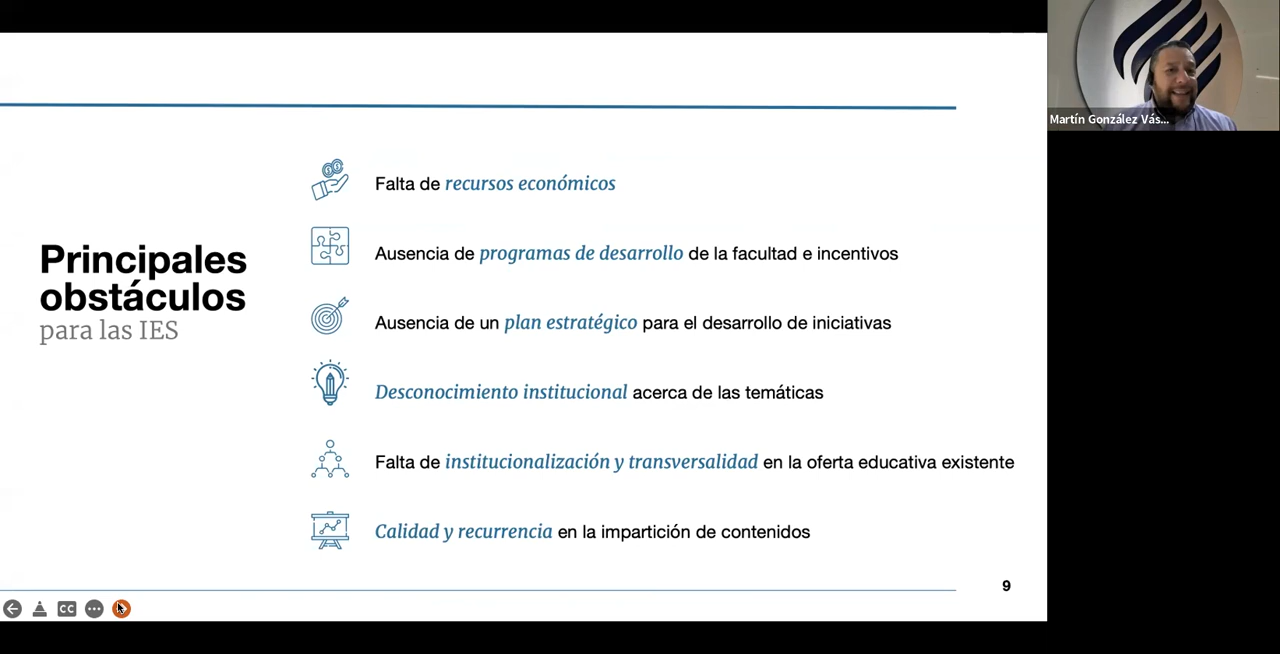 Martín González Vás...
Principales
obstáculos
para las IES
Falta de recursos económicos
Ausencia de programas de desarrollo de la facultad e incentivos
Ausencia de un plan estratégico para el desarrollo de iniciativas
Desconocimiento institucional acerca de las temáticas
Falta de institucionalización y transversalidad en la oferta educativa existente
Calidad y recurrencia en la impartición de contenidos
9
CC